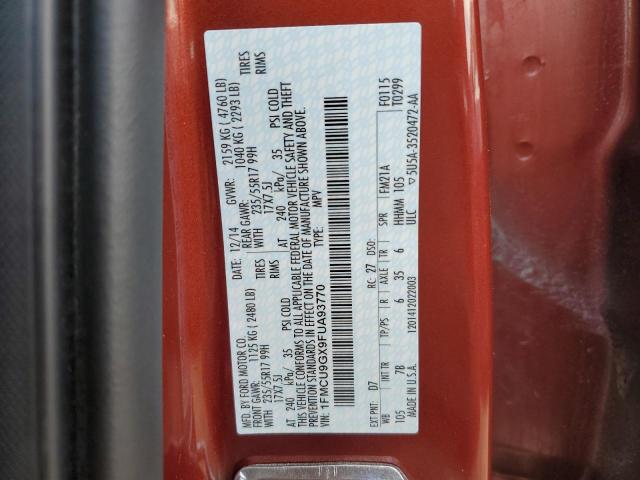 MFD. BY FORD MOTOR CO. DATE: 12/14 GVWR: 2159 KG ( 4760 LB)
FRONT GAWR: 1125 KG ( 2480 LB) REAR GAWR: 1040 KG ( 2293 LB)
WITH 235/55R17 99H TIRES WITH 235/55R17 99H TIRES
17X7.5J RIMS 17X7.5J RIMS
AT 240 kPa/ 35 PSI COLD AT 240 kPa/ 35 PSI COLD
THIS VEHICLE CONFORMS TO ALL APPLICABLE FEDERAL MOTOR VEHICLE SAFETY AND THEFT
PREVENTION STANDARDS IN EFFECT ON THE DATE OF MANUFACTURE SHOWN ABOVE.
VIN: 1FMCU9GX9FUA93770 TYPE: MPV
F0115
T0299
EXT PNT: D7 RC: 27 DSO: FM21A
WB INT TR TP/PS R AXLE TR SPR
105 7B 6 35 6 HHMM 105
MADE IN U.S.A. 1201412022003 ULC ▽5U5A-3520472-AA